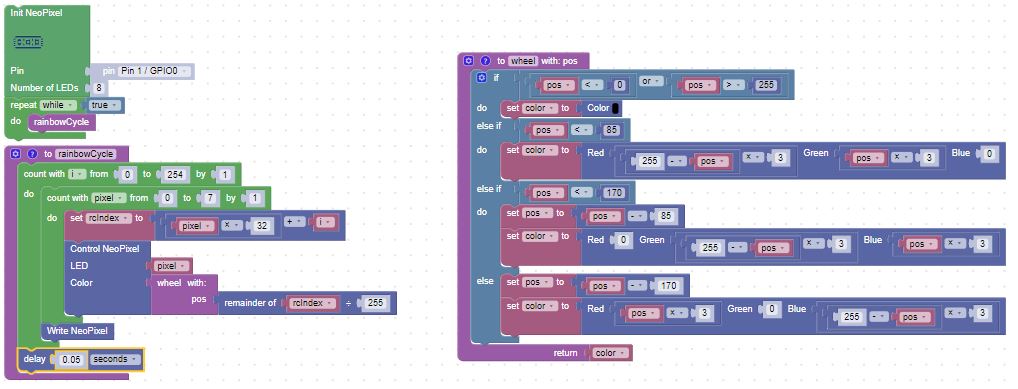 Init NeoPixel
Pin pin Pin 1 / GPIO0
Number of LEDs 8
repeat while true
do rainbowCycle
to rainbowCycle
count with i from 0 to 254 by 1
do count with pixel from 0 to 7 by 1
do set rcIndex to pixel × 32 + i
Control NeoPixel
LED pixel
Color wheel with:
pos remainder of rcIndex ÷ 255
Write NeoPixel
delay 0.05 seconds
to wheel with: pos
if pos < 0 or pos > 255
do set color to Color
else if pos < 85
do set color to Red 255 - pos × 3 Green pos × 3 Blue 0
else if pos < 170
do set pos to pos - 85
set color to Red 0 Green 255 - pos × 3 Blue pos × 3
else set pos to pos - 170
set color to Red pos × 3 Green 0 Blue 255 - pos × 3
return color